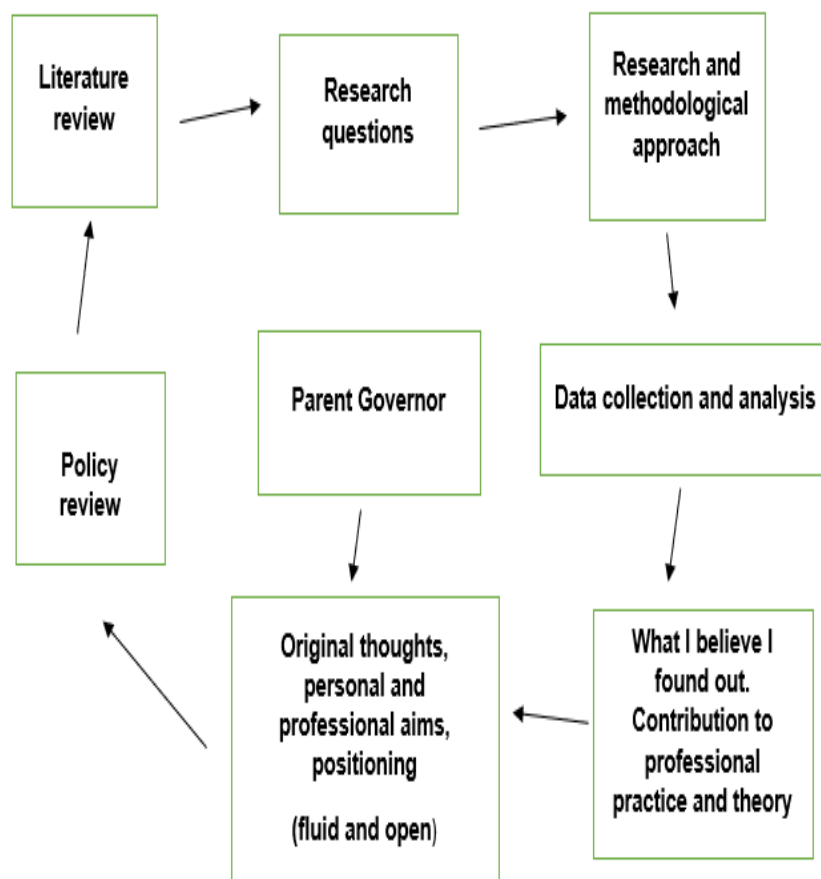 Literature
review
Research
questions
Research and
methodological
approach
Parent Governor
Data collection and analysis
Policy
review
Original thoughts,
personal and
professional aims,
positioning
(fluid and open)
What I believe I
found out.
Contribution to
professional
practice and theory